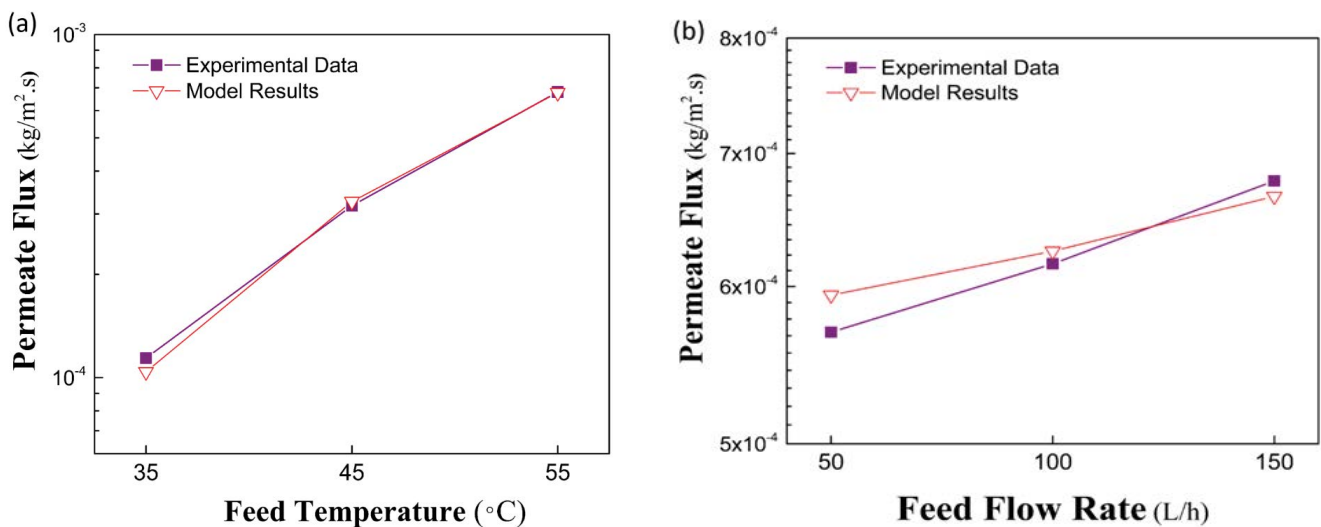 (a)
10⁻³
Experimental Data
Model Results
Permeate Flux (kg/m².s)
10⁻⁴
35 45 55
Feed Temperature (°C)
(b)
8x10⁻⁴
Experimental Data
Model Results
7x10⁻⁴
Permeate Flux (kg/m².s)
6x10⁻⁴
5x10⁻⁴
50 100 150
Feed Flow Rate (L/h)